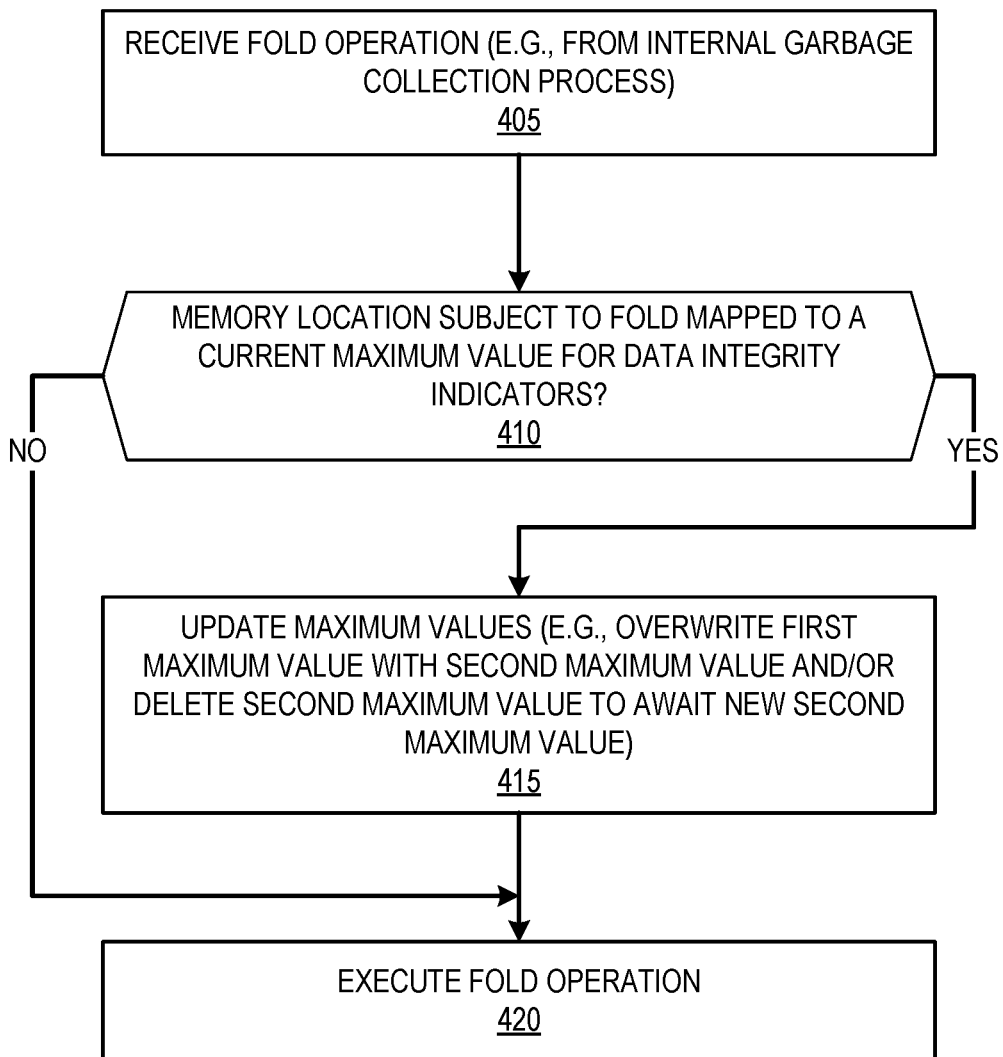 RECEIVE FOLD OPERATION (E.G., FROM INTERNAL GARBAGE
COLLECTION PROCESS)
405
MEMORY LOCATION SUBJECT TO FOLD MAPPED TO A
CURRENT MAXIMUM VALUE FOR DATA INTEGRITY
INDICATORS?
410
NO
YES
UPDATE MAXIMUM VALUES (E.G., OVERWRITE FIRST
MAXIMUM VALUE WITH SECOND MAXIMUM VALUE AND/OR
DELETE SECOND MAXIMUM VALUE TO AWAIT NEW SECOND
MAXIMUM VALUE)
415
EXECUTE FOLD OPERATION
420